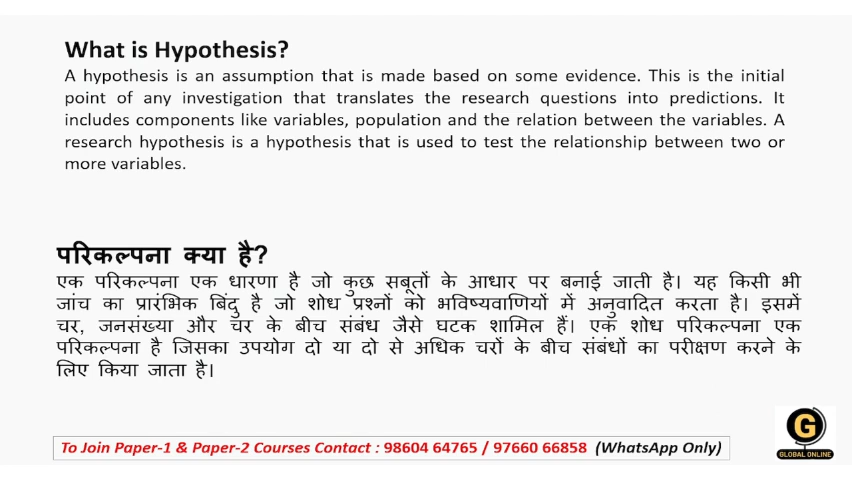 What is Hypothesis?
A hypothesis is an assumption that is made based on some evidence. This is the initial
point of any investigation that translates the research questions into predictions. It
includes components like variables, population and the relation between the variables. A
research hypothesis is a hypothesis that is used to test the relationship between two or
more variables.
परिकल्पना क्या है?
एक परिकल्पना एक धारणा है जो कुछ सबूतों के आधार पर बनाई जाती है। यह किसी भी
जांच का प्रारंभिक बिंदु है जो शोध प्रश्नों को भविष्यवाणियों में अनुवादित करता है। इसमें
चर, जनसंख्या और चर के बीच संबंध जैसे घटक शामिल हैं। एक शोध परिकल्पना एक
परिकल्पना है जिसका उपयोग दो या दो से अधिक चरों के बीच संबंधों का परीक्षण करने के
लिए किया जाता है।
To Join Paper-1 & Paper-2 Courses Contact : 98604 64765 / 97660 66858 (WhatsApp Only)
G
GLOBAL ONLINE